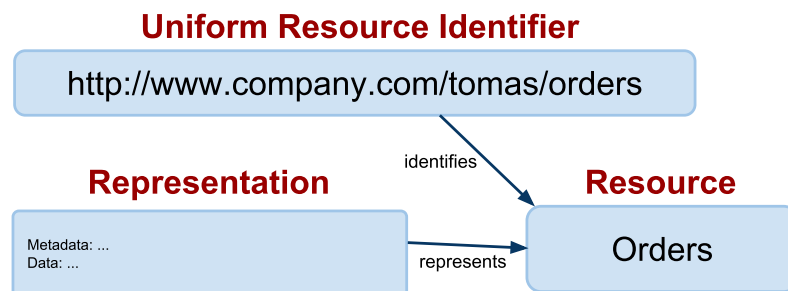 Uniform Resource Identifier
http://www.company.com/tomas/orders
identifies
Representation
Resource
Metadata: ...
Data: ...
represents
Orders